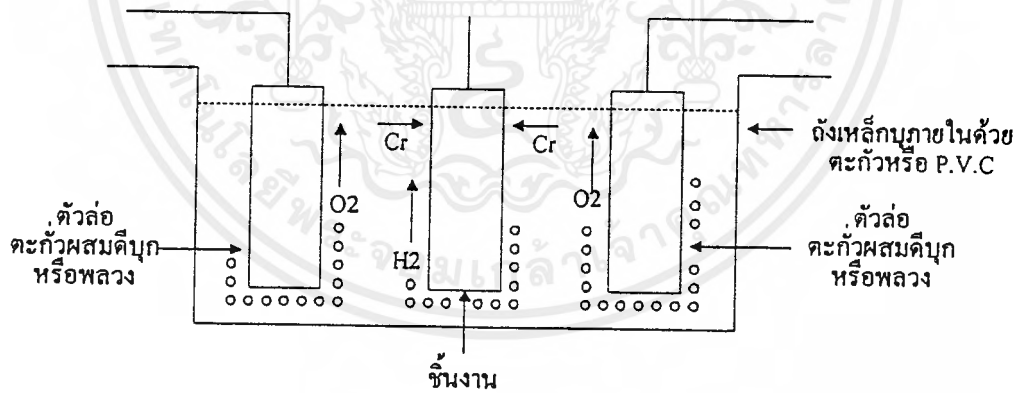 Cr
Cr
O2
O2
H2
ถังเหล็กบุภายในด้วย
ตะกั่วหรือ P.V.C
ตัวล่อ
ตะกั่วผสมดีบุก
หรือพลวง
ตัวล่อ
ตะกั่วผสมดีบุก
หรือพลวง
ชิ้นงาน